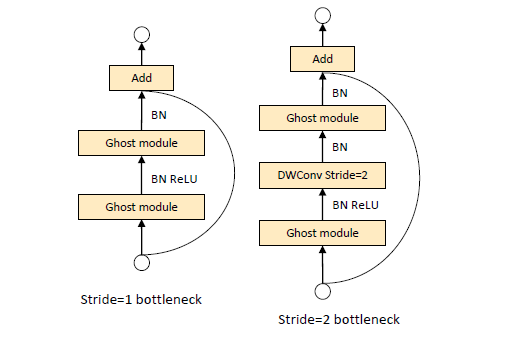 Add
BN
Ghost module
BN ReLU
Ghost module
Stride=1 bottleneck
Add
BN
Ghost module
BN
DWConv Stride=2
BN ReLU
Ghost module
Stride=2 bottleneck